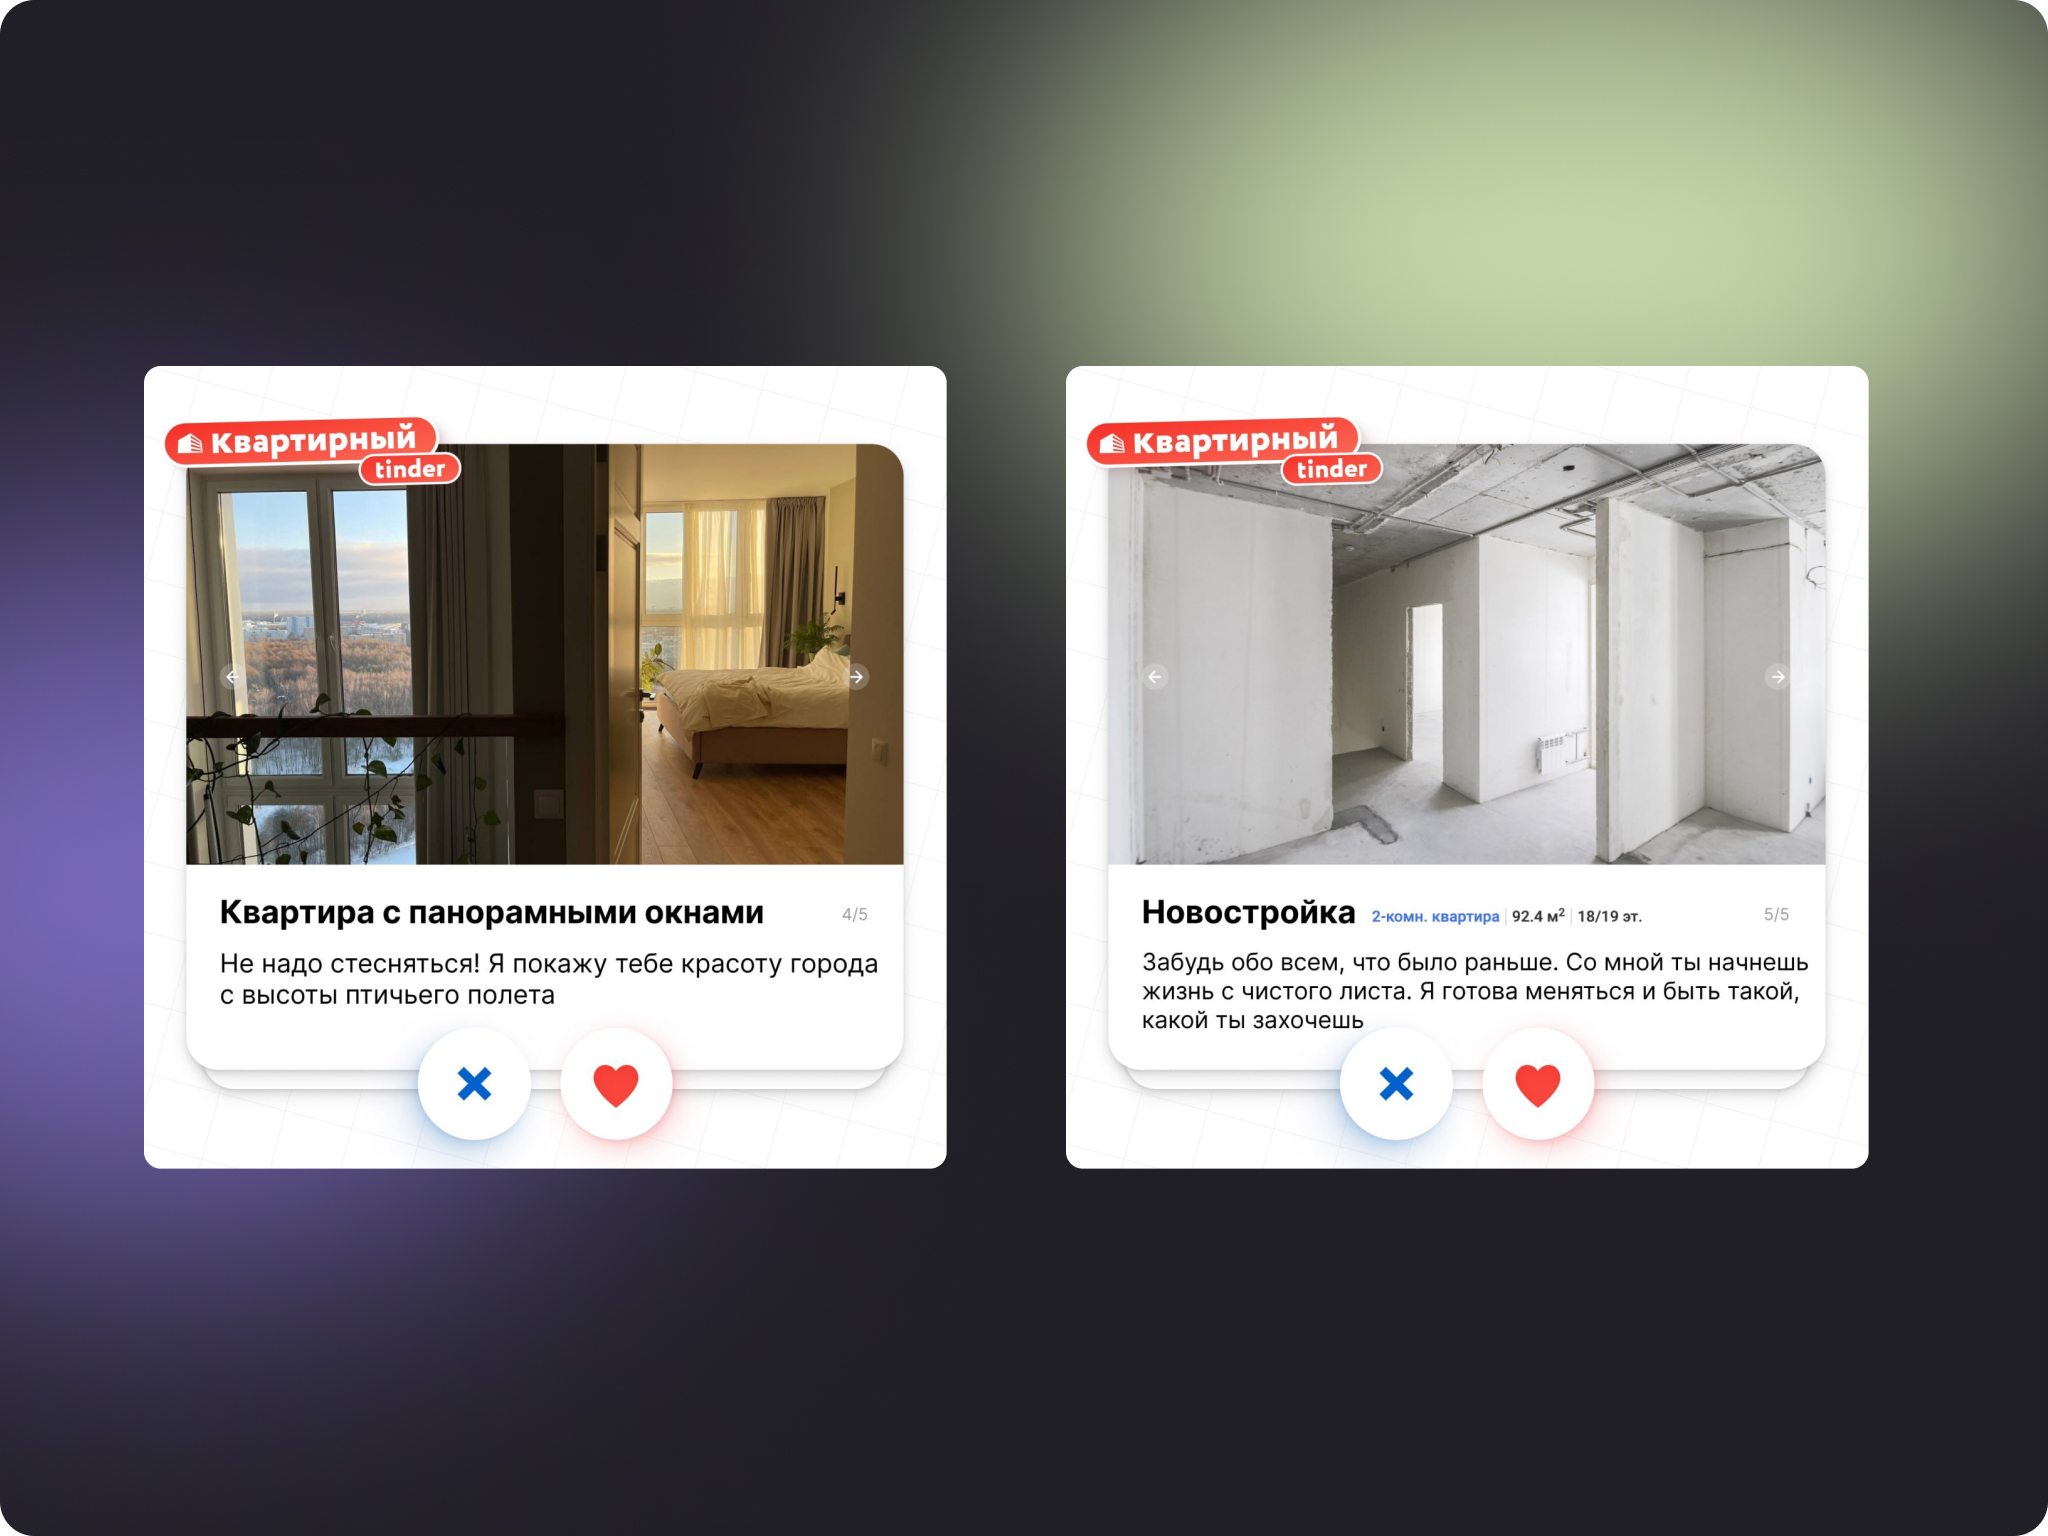 Квартирный
tinder
Квартира с панорамными окнами
4/5
Не надо стесняться! Я покажу тебе красоту города
с высоты птичьего полета
Квартирный
tinder
Новостройка 2-комн. квартира 92.4 м² 18/19 эт.
5/5
Забудь обо всем, что было раньше. Со мной ты начнешь
жизнь с чистого листа. Я готова меняться и быть такой,
какой ты захочешь